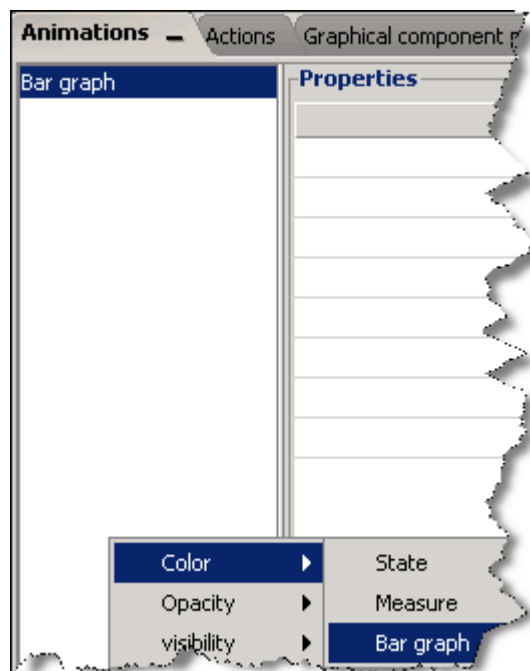 Animations Actions Graphical component
Bar graph Properties
Color State
Opacity Measure
visibility Bar graph